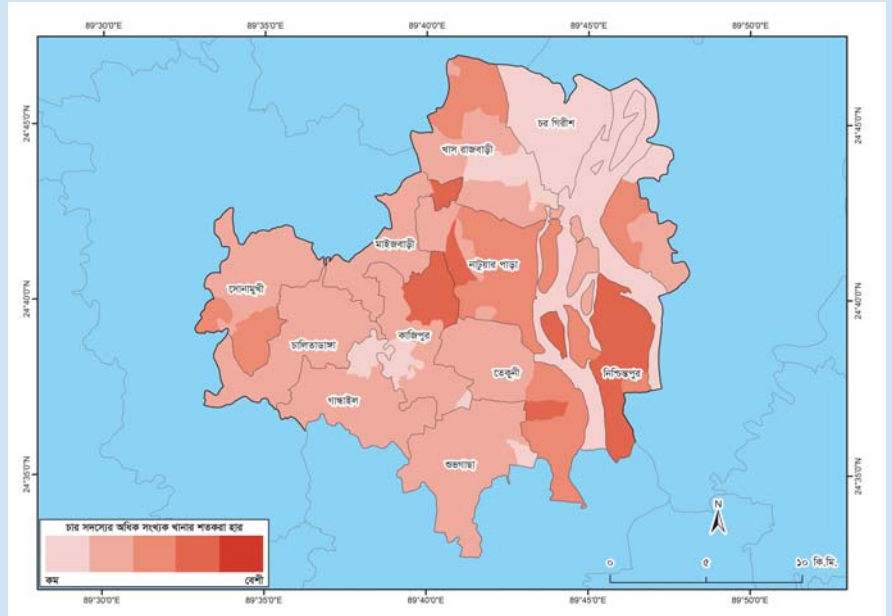 89°30'0"E 89°35'0"E 89°40'0"E 89°45'0"E 89°50'0"E
24°45'0"N 24°45'0"N
চর গিরীশ
খাস রাজবাড়ী
মাইজবাড়ী
নাটুয়ার পাড়া
সোনামুখী
24°40'0"N 24°40'0"N
কাজিপুর
চালিতাডাঙ্গা
তেকুনী
নিশ্চিন্তপুর
গান্ধাইল
শুভগাছা
24°35'0"N 24°35'0"N
N
চার সদস্যের অধিক সংখ্যক খানার শতকরা হার
কম বেশী
০ ৫ ১০ কি.মি.
89°30'0"E 89°35'0"E 89°40'0"E 89°45'0"E 89°50'0"E